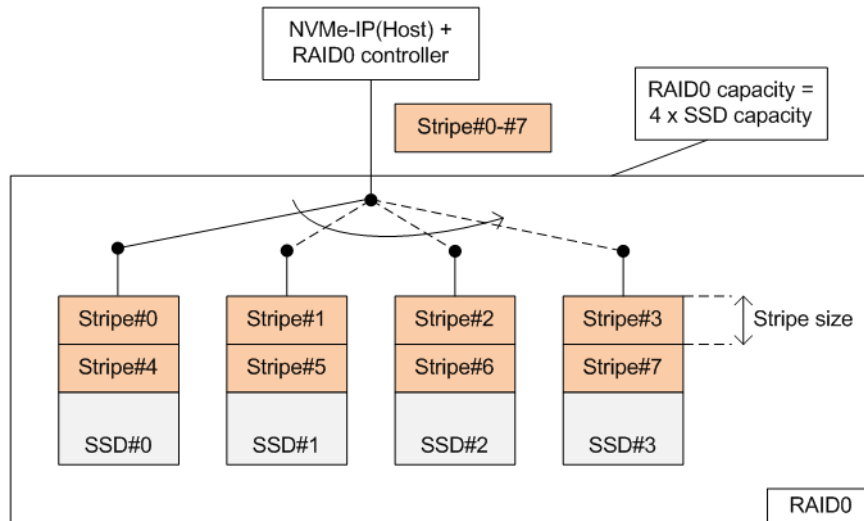 NVMe-IP(Host) +
RAID0 controller
RAID0 capacity =
4 x SSD capacity
Stripe#0-#7
Stripe#0
Stripe#1
Stripe#2
Stripe#3
Stripe size
Stripe#4
Stripe#5
Stripe#6
Stripe#7
SSD#0
SSD#1
SSD#2
SSD#3
RAID0